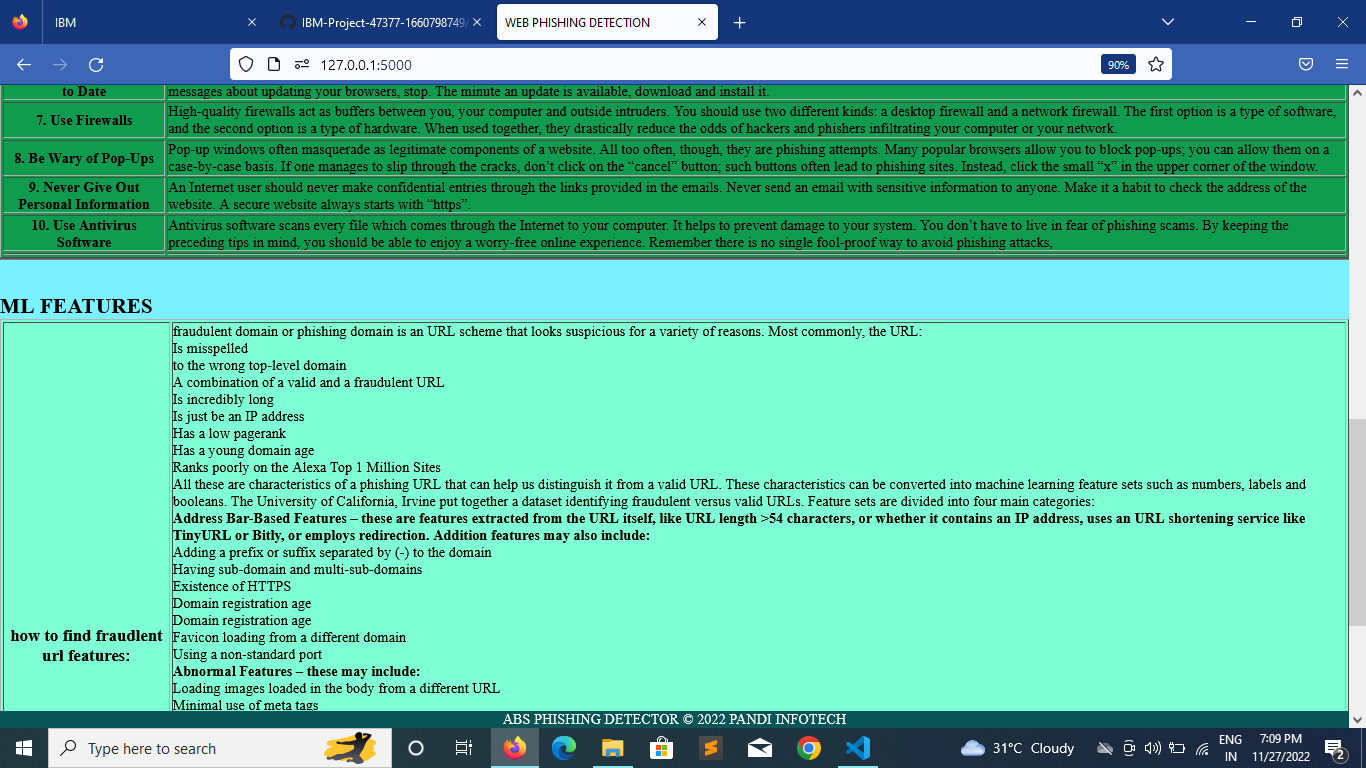 IBM
IBM-Project-47377-1660798749/
WEB PHISHING DETECTION
127.0.0.1:5000
90%
to Date
messages about updating your browsers, stop. The minute an update is available, download and install it.
7. Use Firewalls
High-quality firewalls act as buffers between you, your computer and outside intruders. You should use two different kinds: a desktop firewall and a network firewall. The first option is a type of software,
and the second option is a type of hardware. When used together, they drastically reduce the odds of hackers and phishers infiltrating your computer or your network.
8. Be Wary of Pop-Ups
Pop-up windows often masquerade as legitimate components of a website. All too often, though, they are phishing attempts. Many popular browsers allow you to block pop-ups; you can allow them on a
case-by-case basis. If one manages to slip through the cracks, don’t click on the “cancel” button; such buttons often lead to phishing sites. Instead, click the small “x” in the upper corner of the window.
9. Never Give Out
Personal Information
An Internet user should never make confidential entries through the links provided in the emails. Never send an email with sensitive information to anyone. Make it a habit to check the address of the
website. A secure website always starts with “https”.
10. Use Antivirus
Software
Antivirus software scans every file which comes through the Internet to your computer. It helps to prevent damage to your system. You don’t have to live in fear of phishing scams. By keeping the
preceding tips in mind, you should be able to enjoy a worry-free online experience. Remember there is no single fool-proof way to avoid phishing attacks,
ML FEATURES
how to find fraudlent
url features:
fraudulent domain or phishing domain is an URL scheme that looks suspicious for a variety of reasons. Most commonly, the URL:
Is misspelled
to the wrong top-level domain
A combination of a valid and a fraudulent URL
Is incredibly long
Is just be an IP address
Has a low pagerank
Has a young domain age
Ranks poorly on the Alexa Top 1 Million Sites
All these are characteristics of a phishing URL that can help us distinguish it from a valid URL. These characteristics can be converted into machine learning feature sets such as numbers, labels and
booleans. The University of California, Irvine put together a dataset identifying fraudulent versus valid URLs. Feature sets are divided into four main categories:
Address Bar-Based Features – these are features extracted from the URL itself, like URL length >54 characters, or whether it contains an IP address, uses an URL shortening service like
TinyURL or Bitly, or employs redirection. Addition features may also include:
Adding a prefix or suffix separated by (-) to the domain
Having sub-domain and multi-sub-domains
Existence of HTTPS
Domain registration age
Domain registration age
Favicon loading from a different domain
Using a non-standard port
Abnormal Features – these may include:
Loading images loaded in the body from a different URL
Minimal use of meta tags
ABS PHISHING DETECTOR © 2022 PANDI INFOTECH
Type here to search
31°C Cloudy
ENG
IN
7:09 PM
11/27/2022
2